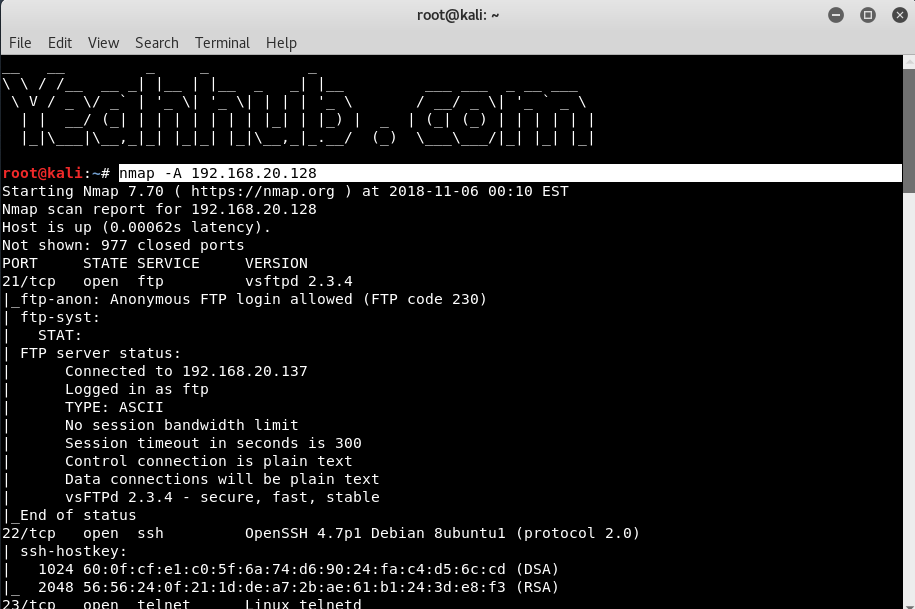 root@kali: ~
File Edit View Search Terminal Help
Yeahhub.com
root@kali:~# nmap -A 192.168.20.128
Starting Nmap 7.70 ( https://nmap.org ) at 2018-11-06 00:10 EST
Nmap scan report for 192.168.20.128
Host is up (0.00062s latency).
Not shown: 977 closed ports
PORT STATE SERVICE VERSION
21/tcp open ftp vsftpd 2.3.4
|_ftp-anon: Anonymous FTP login allowed (FTP code 230)
| ftp-syst:
| STAT:
| FTP server status:
| Connected to 192.168.20.137
| Logged in as ftp
| TYPE: ASCII
| No session bandwidth limit
| Session timeout in seconds is 300
| Control connection is plain text
| Data connections will be plain text
| vsFTPd 2.3.4 - secure, fast, stable
|_End of status
22/tcp open ssh OpenSSH 4.7p1 Debian 8ubuntu1 (protocol 2.0)
| ssh-hostkey:
| 1024 60:0f:cf:e1:c0:5f:6a:74:d6:90:24:fa:c4:d5:6c:cd (DSA)
|_ 2048 56:56:24:0f:21:1d:de:a7:2b:ae:61:b1:24:3d:e8:f3 (RSA)
23/tcp open telnet Linux telnetd